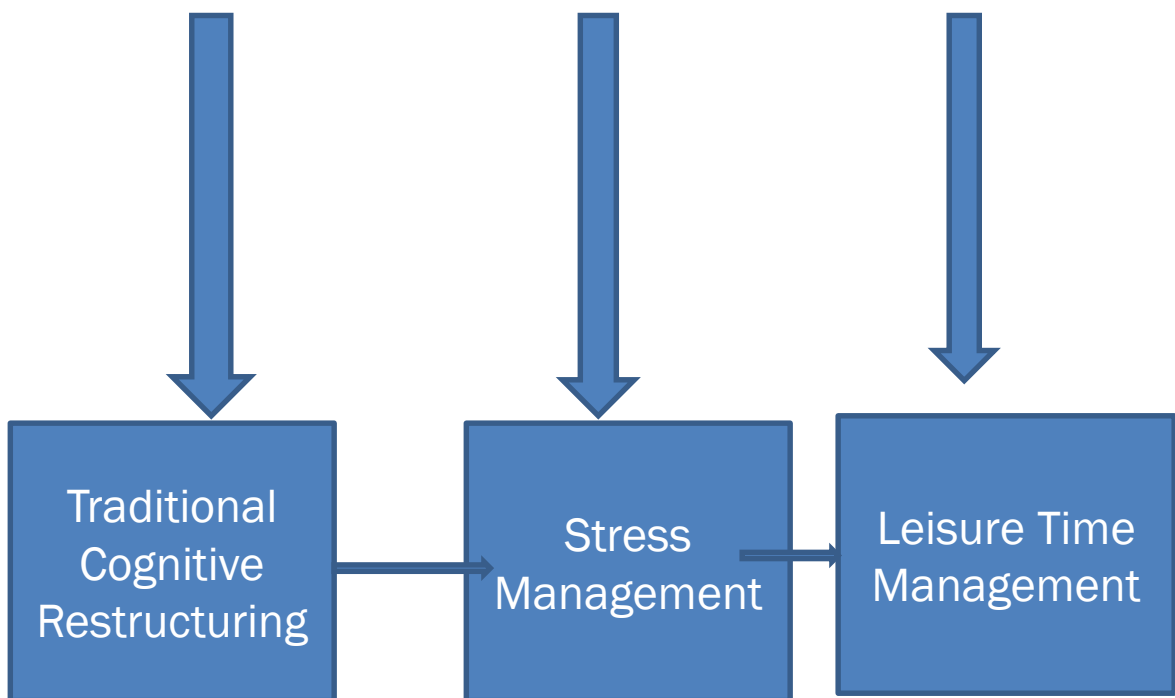 Traditional
Cognitive
Restructuring
Stress
Management
Leisure Time
Management